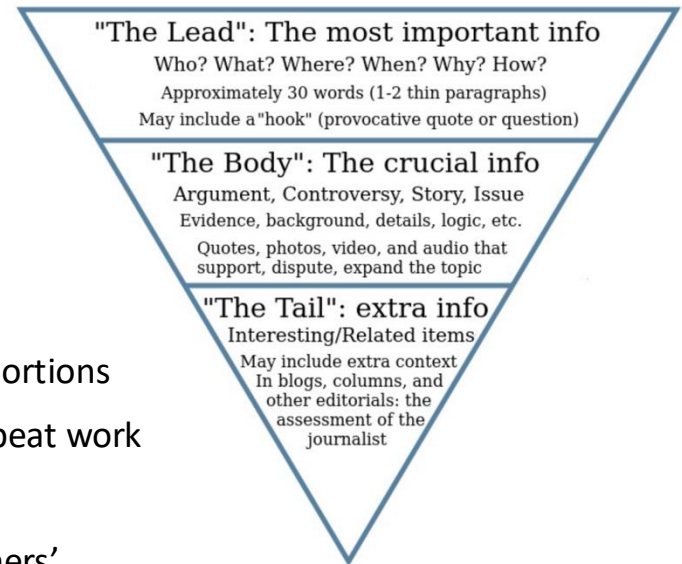 "The Lead": The most important info
Who? What? Where? When? Why? How?
Approximately 30 words (1-2 thin paragraphs)
May include a "hook" (provocative quote or question)
"The Body": The crucial info
Argument, Controversy, Story, Issue
Evidence, background, details, logic, etc.
Quotes, photos, video, and audio that
support, dispute, expand the topic
"The Tail": extra info
Interesting/Related items
May include extra context
In blogs, columns, and
other editorials: the
assessment of the
journalist
ortions
work